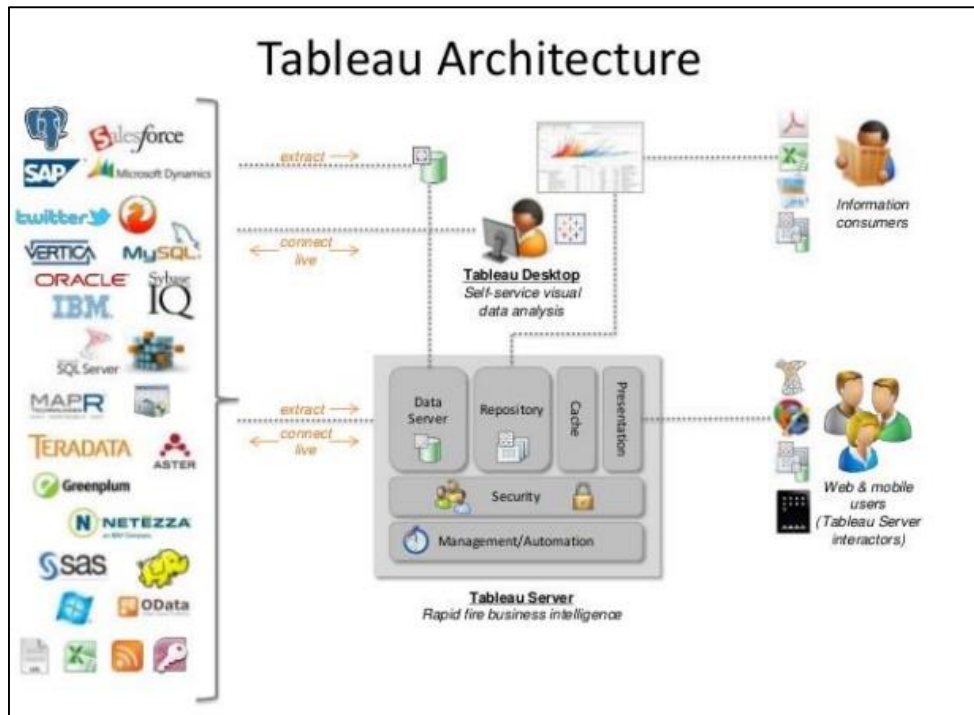 Tableau Architecture
salesforce
SAP
Microsoft Dynamics
twitter
VERTICA
MySQL
ORACLE
Sybase
IQ
IBM
SQL Server
MAPR
TECHNOLOGIES
TERADATA
ASTER
Greenplum
NETEZZA
sas
OData
extract
connect
live
Tableau Desktop
Self-service visual
data analysis
Information
consumers
extract
connect
live
Data
Server
Repository
Cache
Presentation
Security
Management/Automation
Tableau Server
Rapid fire business intelligence
Web & mobile
users
(Tableau Server
interactors)